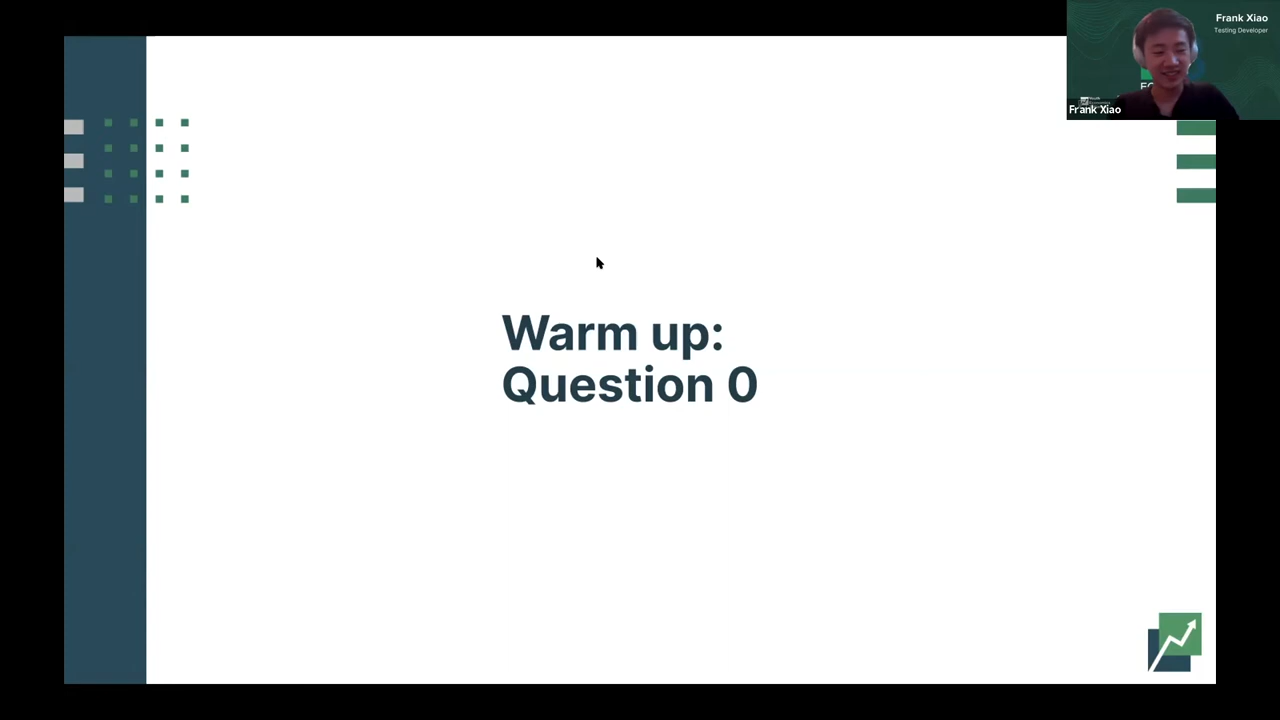 Frank Xiao
Testing Developer
Frank Xiao
Warm up:
Question 0